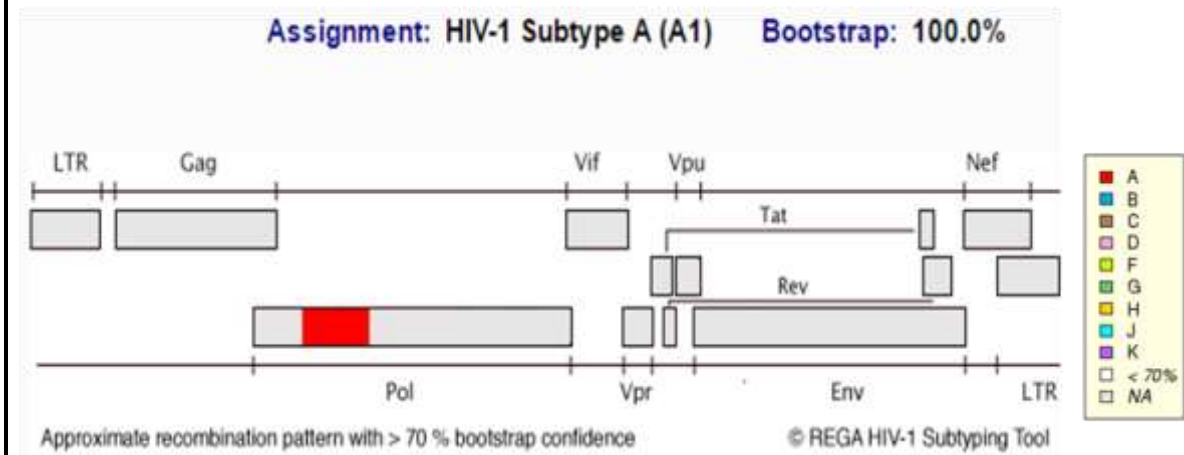 Assignment: HIV-1 Subtype A (A1) Bootstrap: 100.0%
LTR Gag Vif Vpu Nef
Tat
Rev
Pol Vpr Env LTR
Approximate recombination pattern with > 70 % bootstrap confidence © REGA HIV-1 Subtyping Tool
A
B
C
D
F
G
H
J
K
< 70%
NA